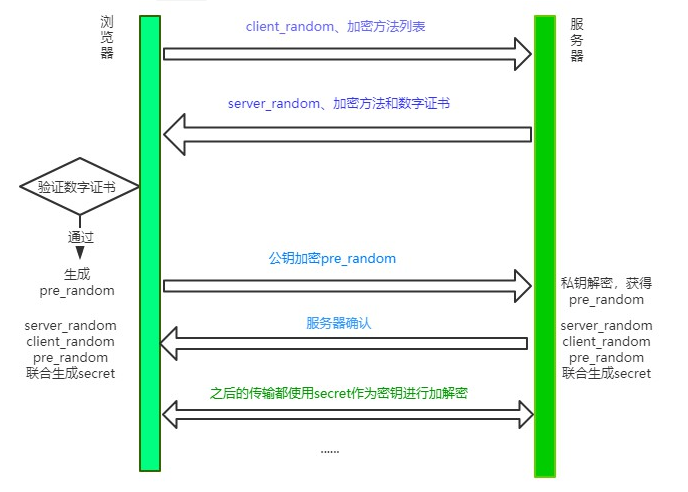 浏览器
服务器
client_random、加密方法列表
server_random、加密方法和数字证书
验证数字证书
通过
生成
pre_random
公钥加密pre_random
私钥解密，获得
pre_random
服务器确认
server_random
client_random
pre_random
联合生成secret
server_random
client_random
pre_random
联合生成secret
之后的传输都使用secret作为密钥进行加解密
......